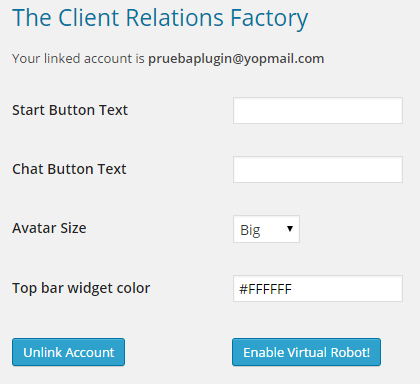 The Client Relations Factory
Your linked account is pruebaplugin@yopmail.com
Start Button Text
Chat Button Text
Avatar Size Big
Top bar widget color #FFFFFF
Unlink Account Enable Virtual Robot!